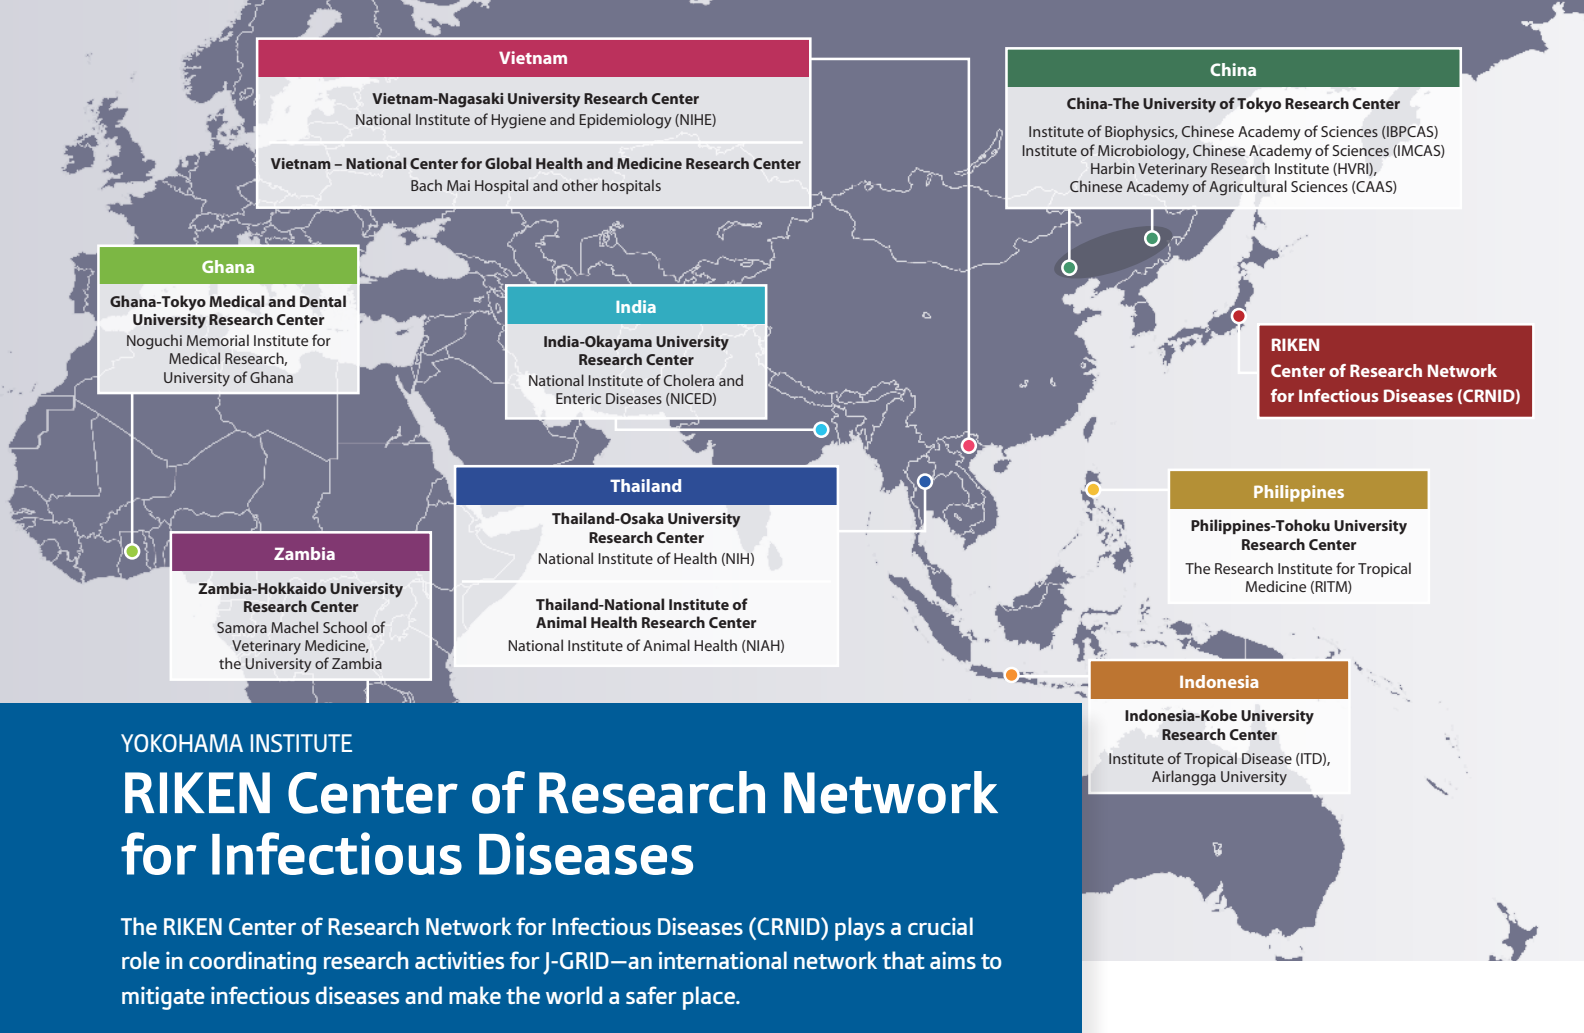 Vietnam
Vietnam-Nagasaki University Research Center
National Institute of Hygiene and Epidemiology (NIHE)
Vietnam – National Center for Global Health and Medicine Research Center
Bach Mai Hospital and other hospitals
China
China-The University of Tokyo Research Center
Institute of Biophysics, Chinese Academy of Sciences (IBPCAS)
Institute of Microbiology, Chinese Academy of Sciences (IMCAS)
Harbin Veterinary Research Institute (HVRI),
Chinese Academy of Agricultural Sciences (CAAS)
Ghana
Ghana-Tokyo Medical and Dental
University Research Center
Noguchi Memorial Institute for
Medical Research,
University of Ghana
India
India-Okayama University
Research Center
National Institute of Cholera and
Enteric Diseases (NICED)
RIKEN
Center of Research Network
for Infectious Diseases (CRNID)
Thailand
Thailand-Osaka University
Research Center
National Institute of Health (NIH)
Thailand-National Institute of
Animal Health Research Center
National Institute of Animal Health (NIAH)
Philippines
Philippines-Tohoku University
Research Center
The Research Institute for Tropical
Medicine (RITM)
Zambia
Zambia-Hokkaido University
Research Center
Samora Machel School of
Veterinary Medicine,
the University of Zambia
Indonesia
Indonesia-Kobe University
Research Center
Institute of Tropical Disease (ITD),
Airlangga University
YOKOHAMA INSTITUTE
RIKEN Center of Research Network
for Infectious Diseases
The RIKEN Center of Research Network for Infectious Diseases (CRNID) plays a crucial
role in coordinating research activities for J-GRID—an international network that aims to
mitigate infectious diseases and make the world a safer place.